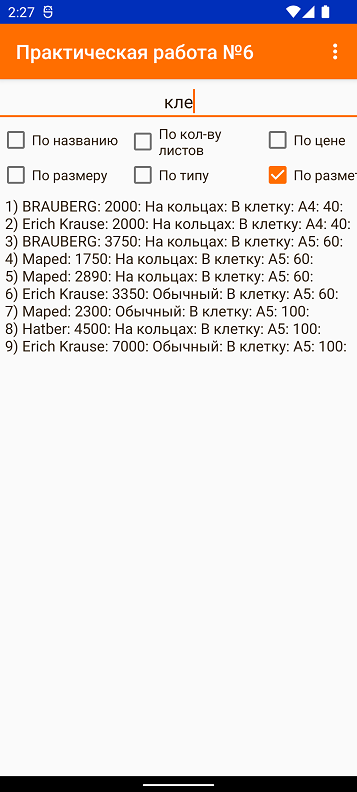 2:27
Практическая работа №6
кле
По названию
По кол-ву
листов
По цене
По размеру
По типу
По разме
1) BRAUBERG: 2000: На кольцах: В клетку: А4: 40:
2) Erich Krause: 2000: На кольцах: В клетку: А4: 40:
3) BRAUBERG: 3750: На кольцах: В клетку: А5: 60:
4) Maped: 1750: На кольцах: В клетку: А5: 60:
5) Maped: 2890: На кольцах: В клетку: А5: 60:
6) Erich Krause: 3350: Обычный: В клетку: А5: 60:
7) Maped: 2300: Обычный: В клетку: А5: 100:
8) Hatber: 4500: На кольцах: В клетку: А5: 100:
9) Erich Krause: 7000: Обычный: В клетку: А5: 100: